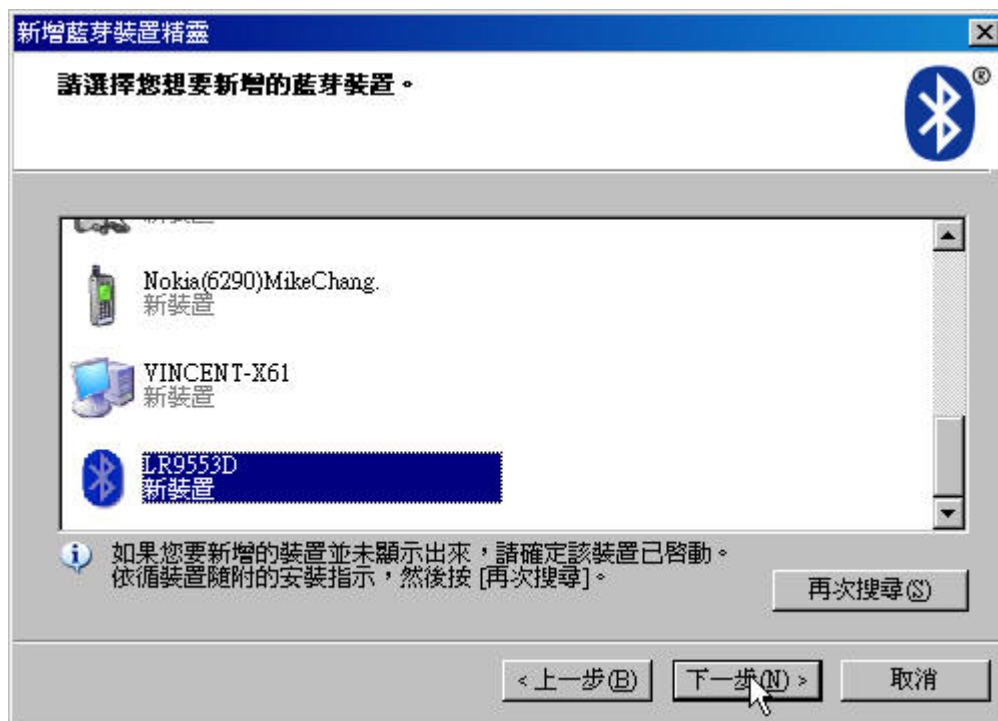 新增藍芽裝置精靈
請選擇您想要新增的藍芽裝置。
®
新裝置
Nokia(6290)MikeChang.
新裝置
VINCENT-X61
新裝置
LR9553D
新裝置
如果您要新增的裝置並未顯示出來，請確定該裝置已啓動。
依循裝置隨附的安裝指示，然後按 [再次搜尋]。
再次搜尋(S)
<上一步(B)
下一步(N)>
取消